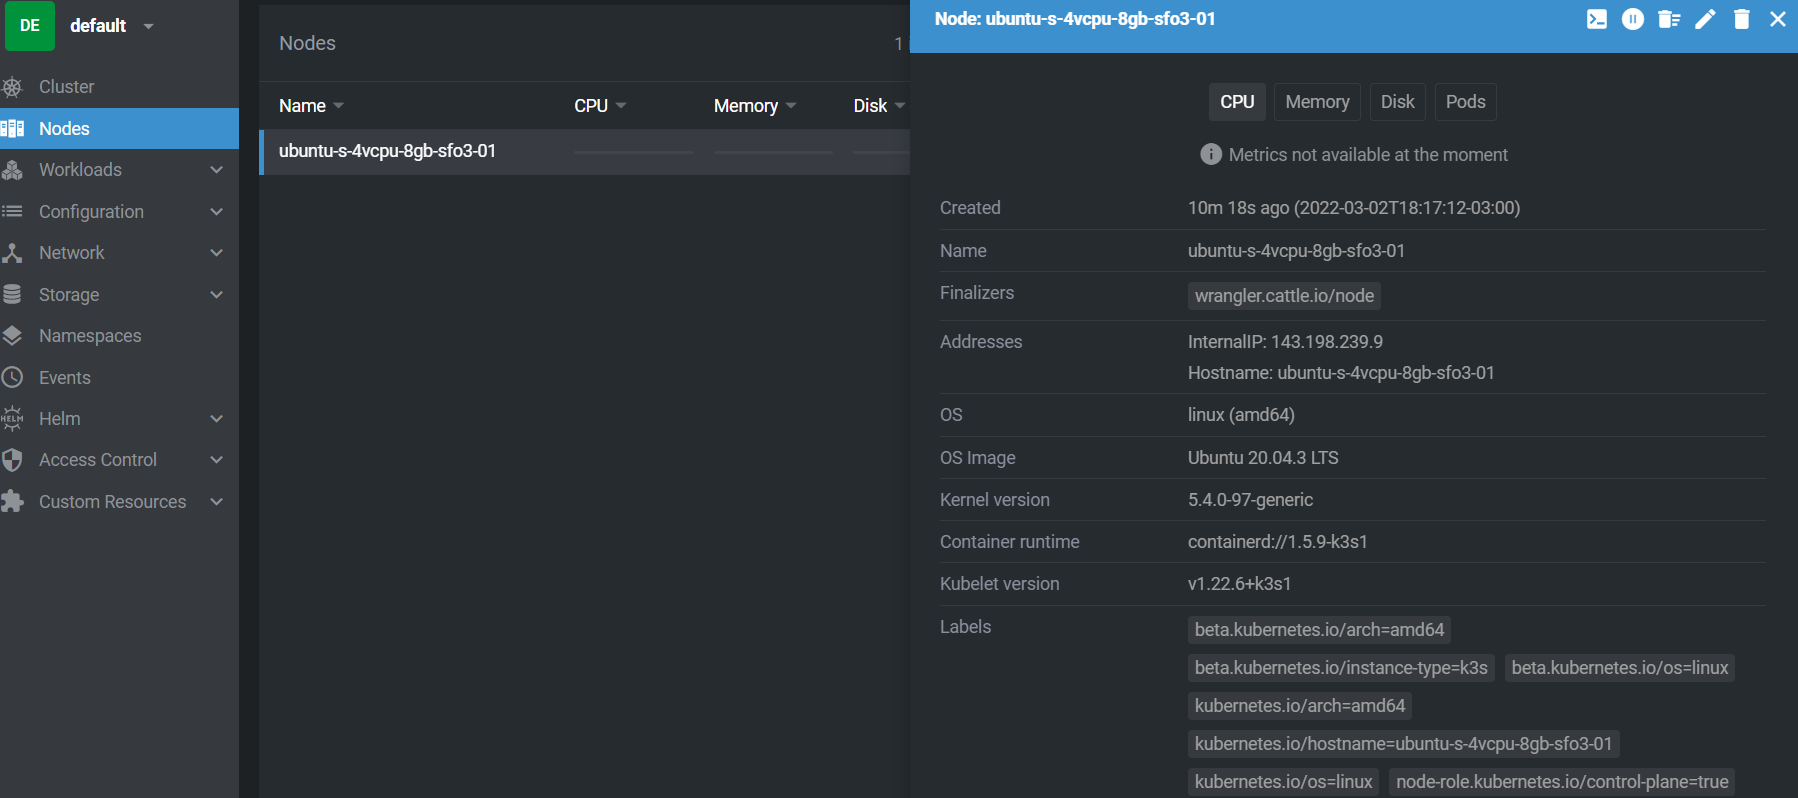 DE default
Cluster
Nodes
Workloads
Configuration
Network
Storage
Namespaces
Events
HELM Helm
Access Control
Custom Resources
Nodes 1
Name CPU Memory Disk
ubuntu-s-4vcpu-8gb-sfo3-01
Node: ubuntu-s-4vcpu-8gb-sfo3-01
CPU Memory Disk Pods
Metrics not available at the moment
Created 10m 18s ago (2022-03-02T18:17:12-03:00)
Name ubuntu-s-4vcpu-8gb-sfo3-01
Finalizers wrangler.cattle.io/node
Addresses InternalIP: 143.198.239.9
Hostname: ubuntu-s-4vcpu-8gb-sfo3-01
OS linux (amd64)
OS Image Ubuntu 20.04.3 LTS
Kernel version 5.4.0-97-generic
Container runtime containerd://1.5.9-k3s1
Kubelet version v1.22.6+k3s1
Labels beta.kubernetes.io/arch=amd64
beta.kubernetes.io/instance-type=k3s beta.kubernetes.io/os=linux
kubernetes.io/arch=amd64
kubernetes.io/hostname=ubuntu-s-4vcpu-8gb-sfo3-01
kubernetes.io/os=linux node-role.kubernetes.io/control-plane=true